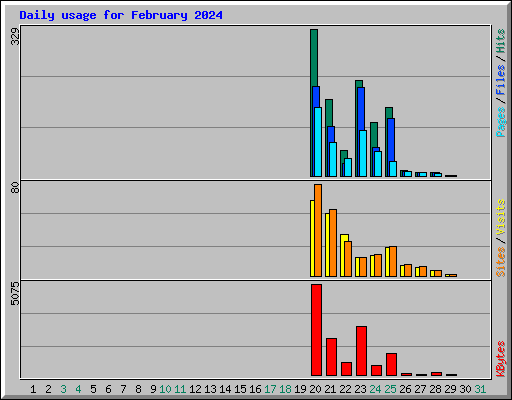 Daily usage for February 2024
329
80
5075
Pages / Files / Hits
Sites / Visits
KBytes
1 2 3 4 5 6 7 8 9 10 11 12 13 14 15 16 17 18 19 20 21 22 23 24 25 26 27 28 29 30 31